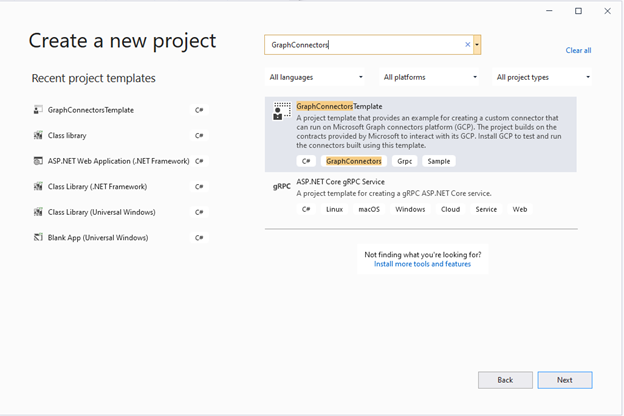 Create a new project
GraphConnectors
Clear all
Recent project templates
All languages
All platforms
All project types
GraphConnectorsTemplate C#
Class library C#
ASP.NET Web Application (.NET Framework) C#
Class Library (.NET Framework) C#
Class Library (Universal Windows) C#
Blank App (Universal Windows) C#
GraphConnectorsTemplate
A project template that provides an example for creating a custom connector that
can run on Microsoft Graph connectors platform (GCP). The project builds on the
contracts provided by Microsoft to interact with its GCP. Install GCP to test and run
the connectors built using this template.
C# GraphConnectors Grpc Sample
gRPC ASP.NET Core gRPC Service
A project template for creating a gRPC ASP.NET Core service.
C# Linux macOS Windows Cloud Service Web
Not finding what you're looking for?
Install more tools and features
Back
Next